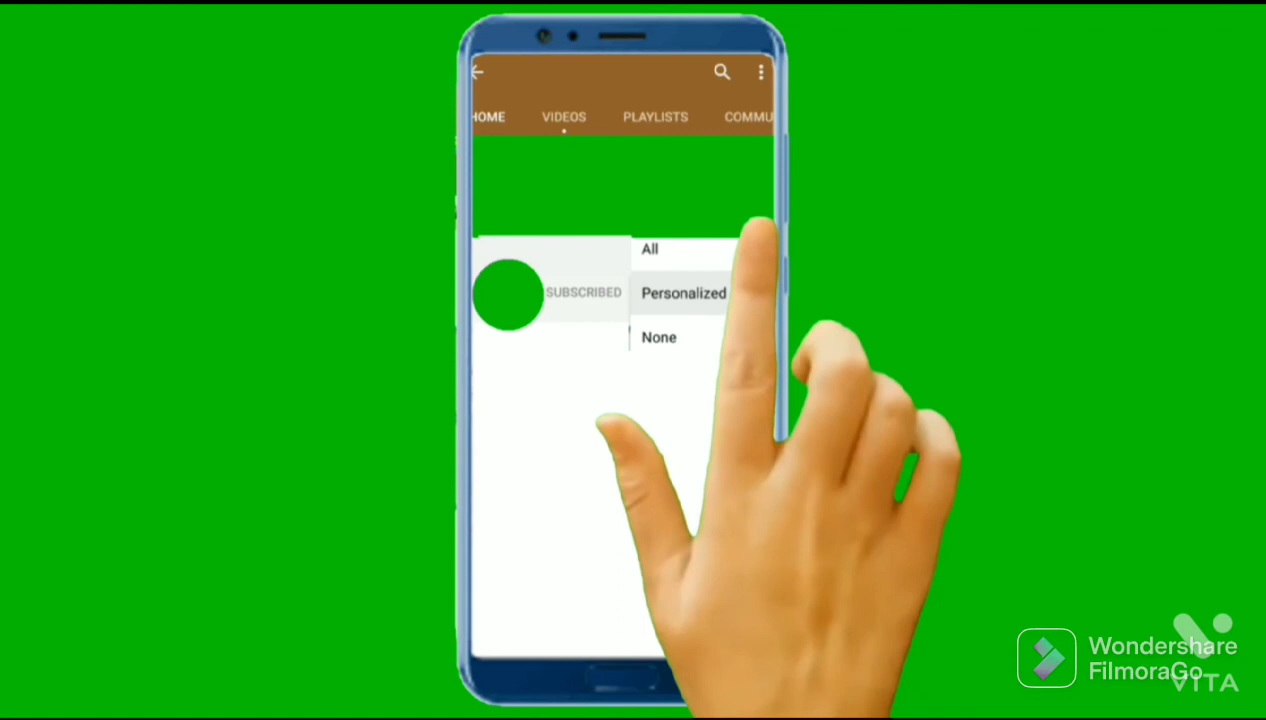 HOME VIDEOS PLAYLISTS COMMU
All
SUBSCRIBED Personalized
None
Wondershare
FilmoraGo
VITA